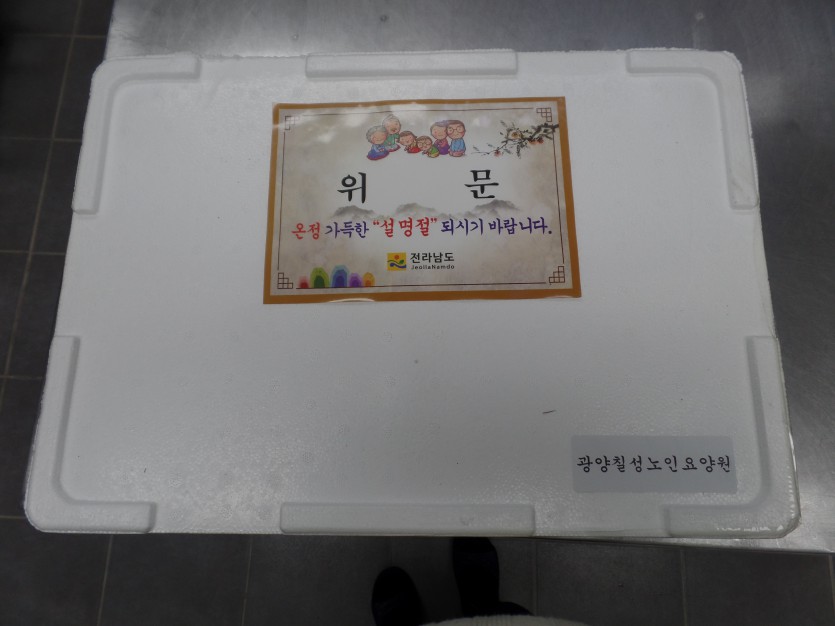 위 문
온정 가득한 "설 명절" 되시기 바랍니다.
전라남도
JeollaNamdo
광양칠성노인요양원